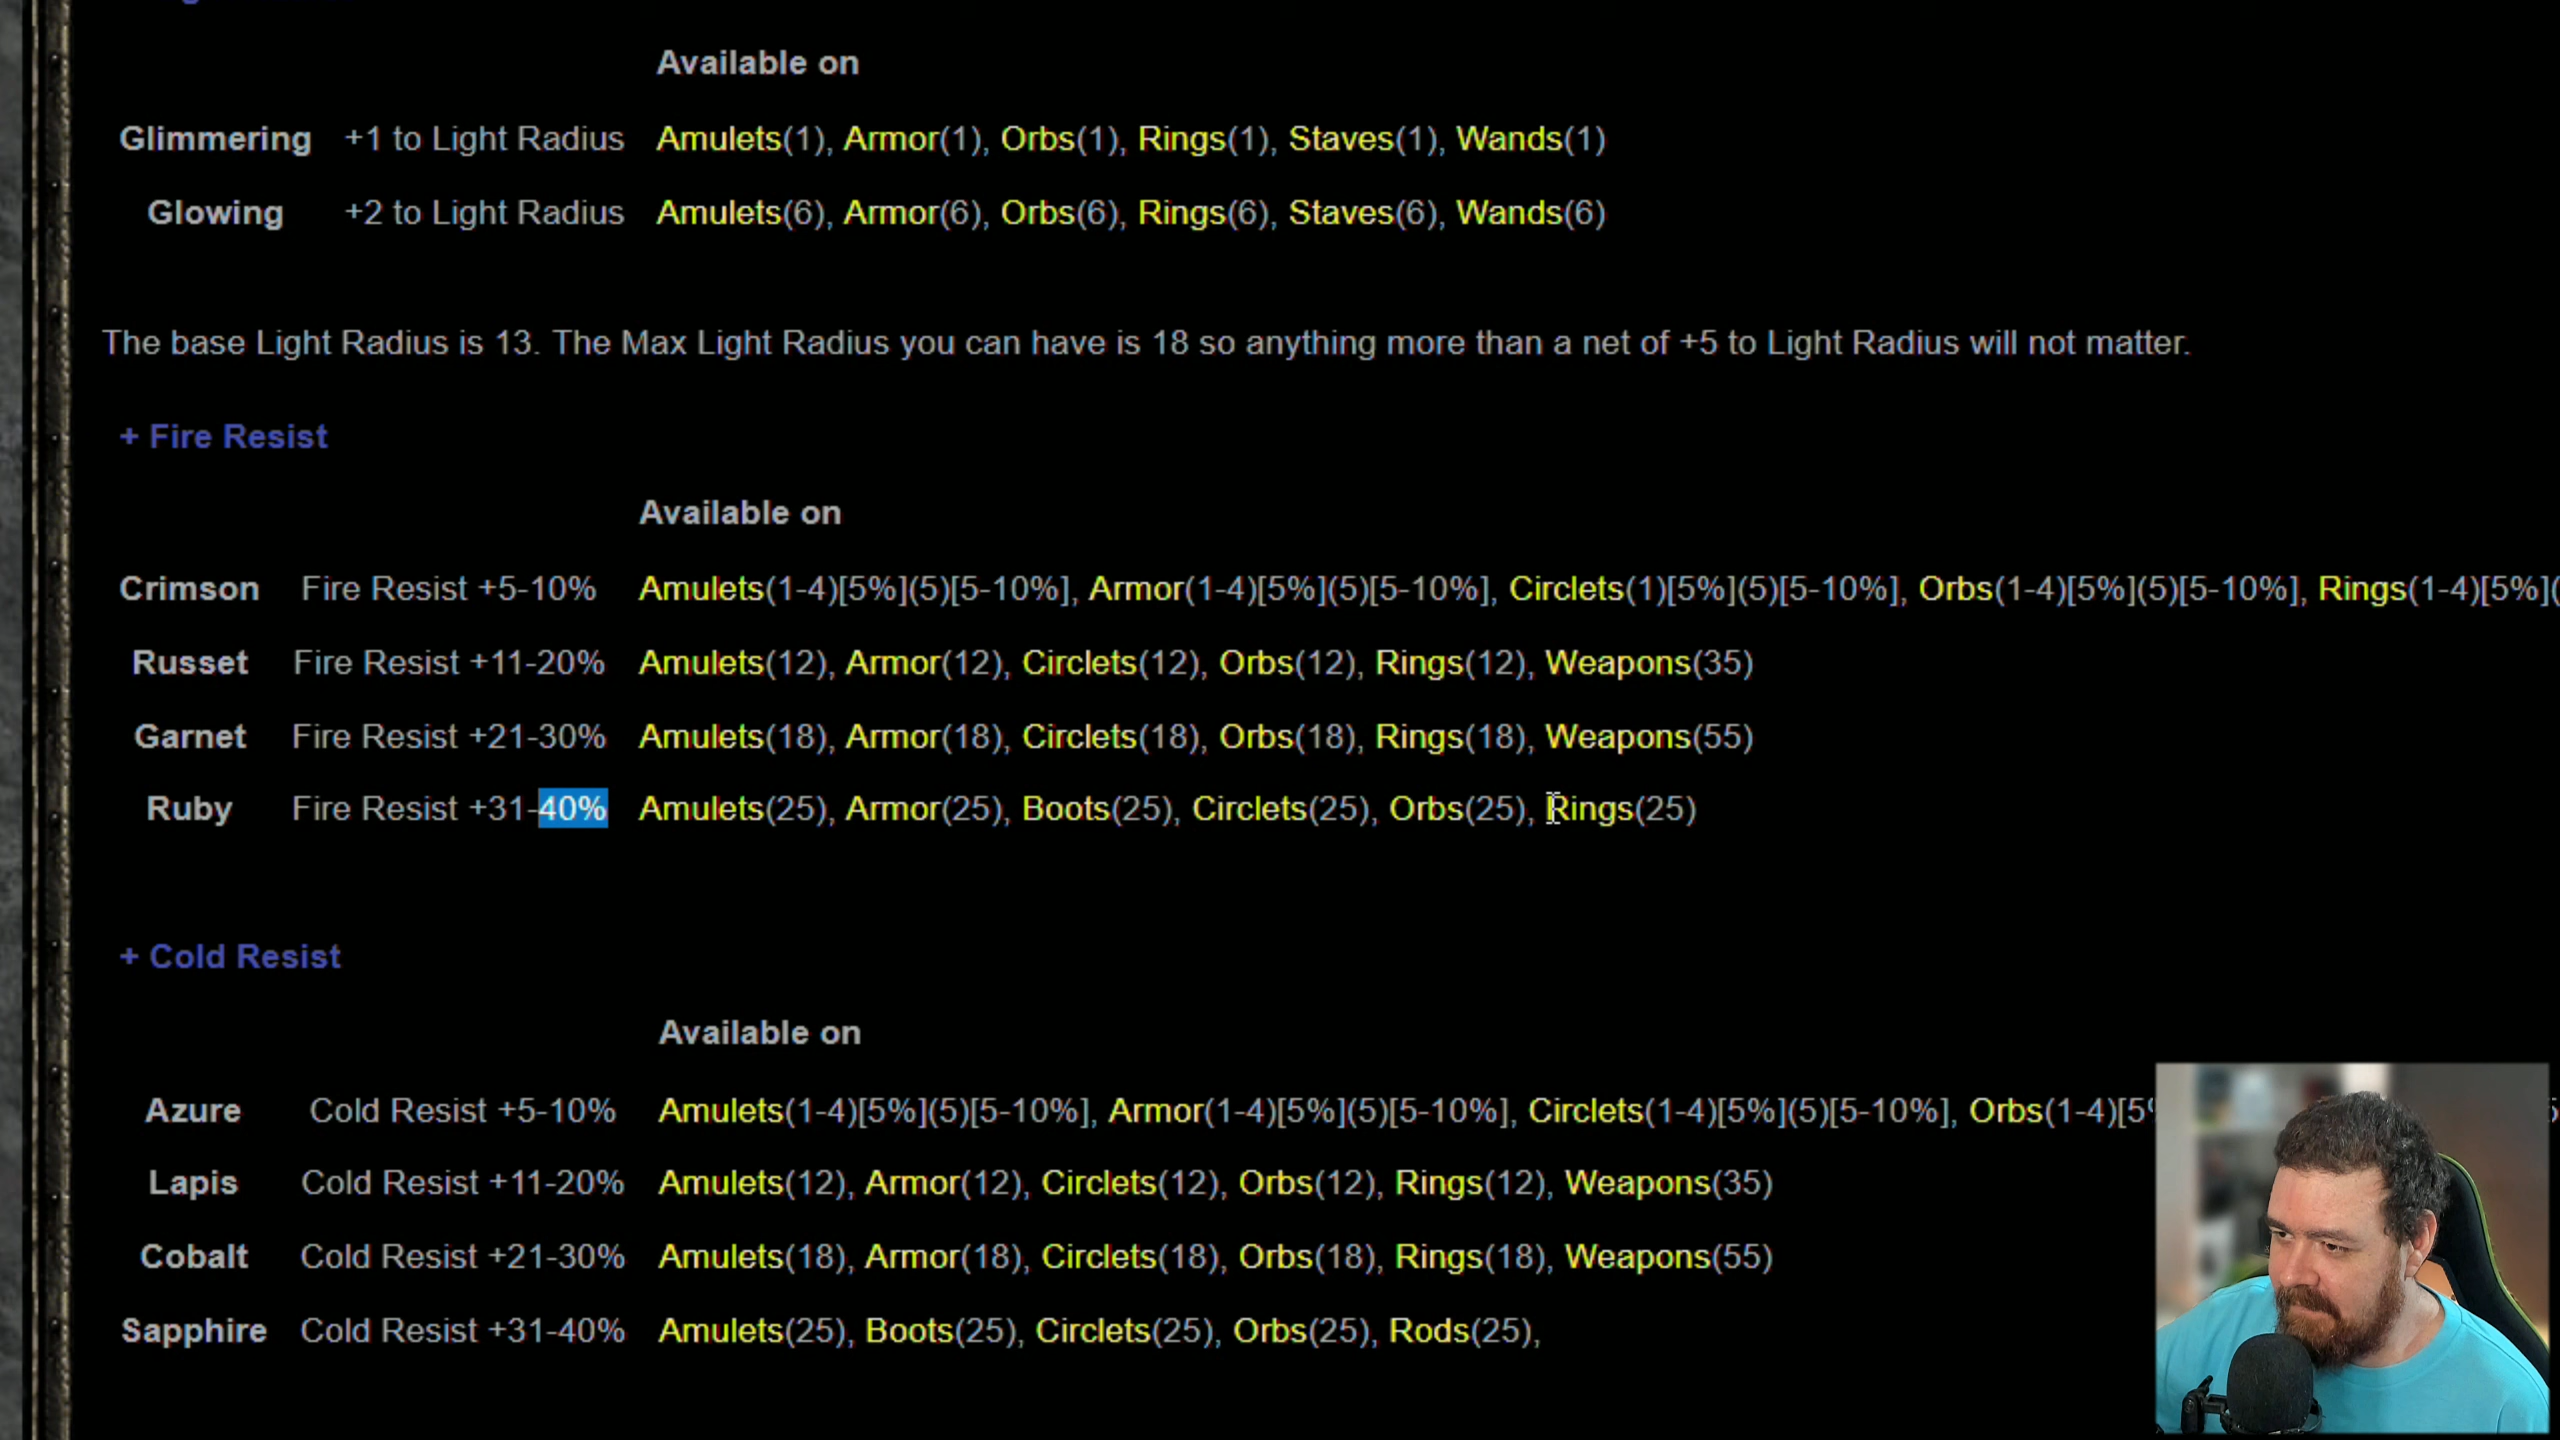 Available on
Glimmering +1 to Light Radius Amulets(1), Armor(1), Orbs(1), Rings(1), Staves(1), Wands(1)
Glowing +2 to Light Radius Amulets(6), Armor(6), Orbs(6), Rings(6), Staves(6), Wands(6)
The base Light Radius is 13. The Max Light Radius you can have is 18 so anything more than a net of +5 to Light Radius will not matter.
+ Fire Resist
Available on
Crimson Fire Resist +5-10% Amulets(1-4)[5%](5)[5-10%], Armor(1-4)[5%](5)[5-10%], Circlets(1)[5%](5)[5-10%], Orbs(1-4)[5%](5)[5-10%], Rings(1-4)[5%](
Russet Fire Resist +11-20% Amulets(12), Armor(12), Circlets(12), Orbs(12), Rings(12), Weapons(35)
Garnet Fire Resist +21-30% Amulets(18), Armor(18), Circlets(18), Orbs(18), Rings(18), Weapons(55)
Ruby Fire Resist +31-40% Amulets(25), Armor(25), Boots(25), Circlets(25), Orbs(25), Rings(25)
+ Cold Resist
Available on
Azure Cold Resist +5-10% Amulets(1-4)[5%](5)[5-10%], Armor(1-4)[5%](5)[5-10%], Circlets(1-4)[5%](5)[5-10%], Orbs(1-4)[5
Lapis Cold Resist +11-20% Amulets(12), Armor(12), Circlets(12), Orbs(12), Rings(12), Weapons(35)
Cobalt Cold Resist +21-30% Amulets(18), Armor(18), Circlets(18), Orbs(18), Rings(18), Weapons(55)
Sapphire Cold Resist +31-40% Amulets(25), Boots(25), Circlets(25), Orbs(25), Rods(25),